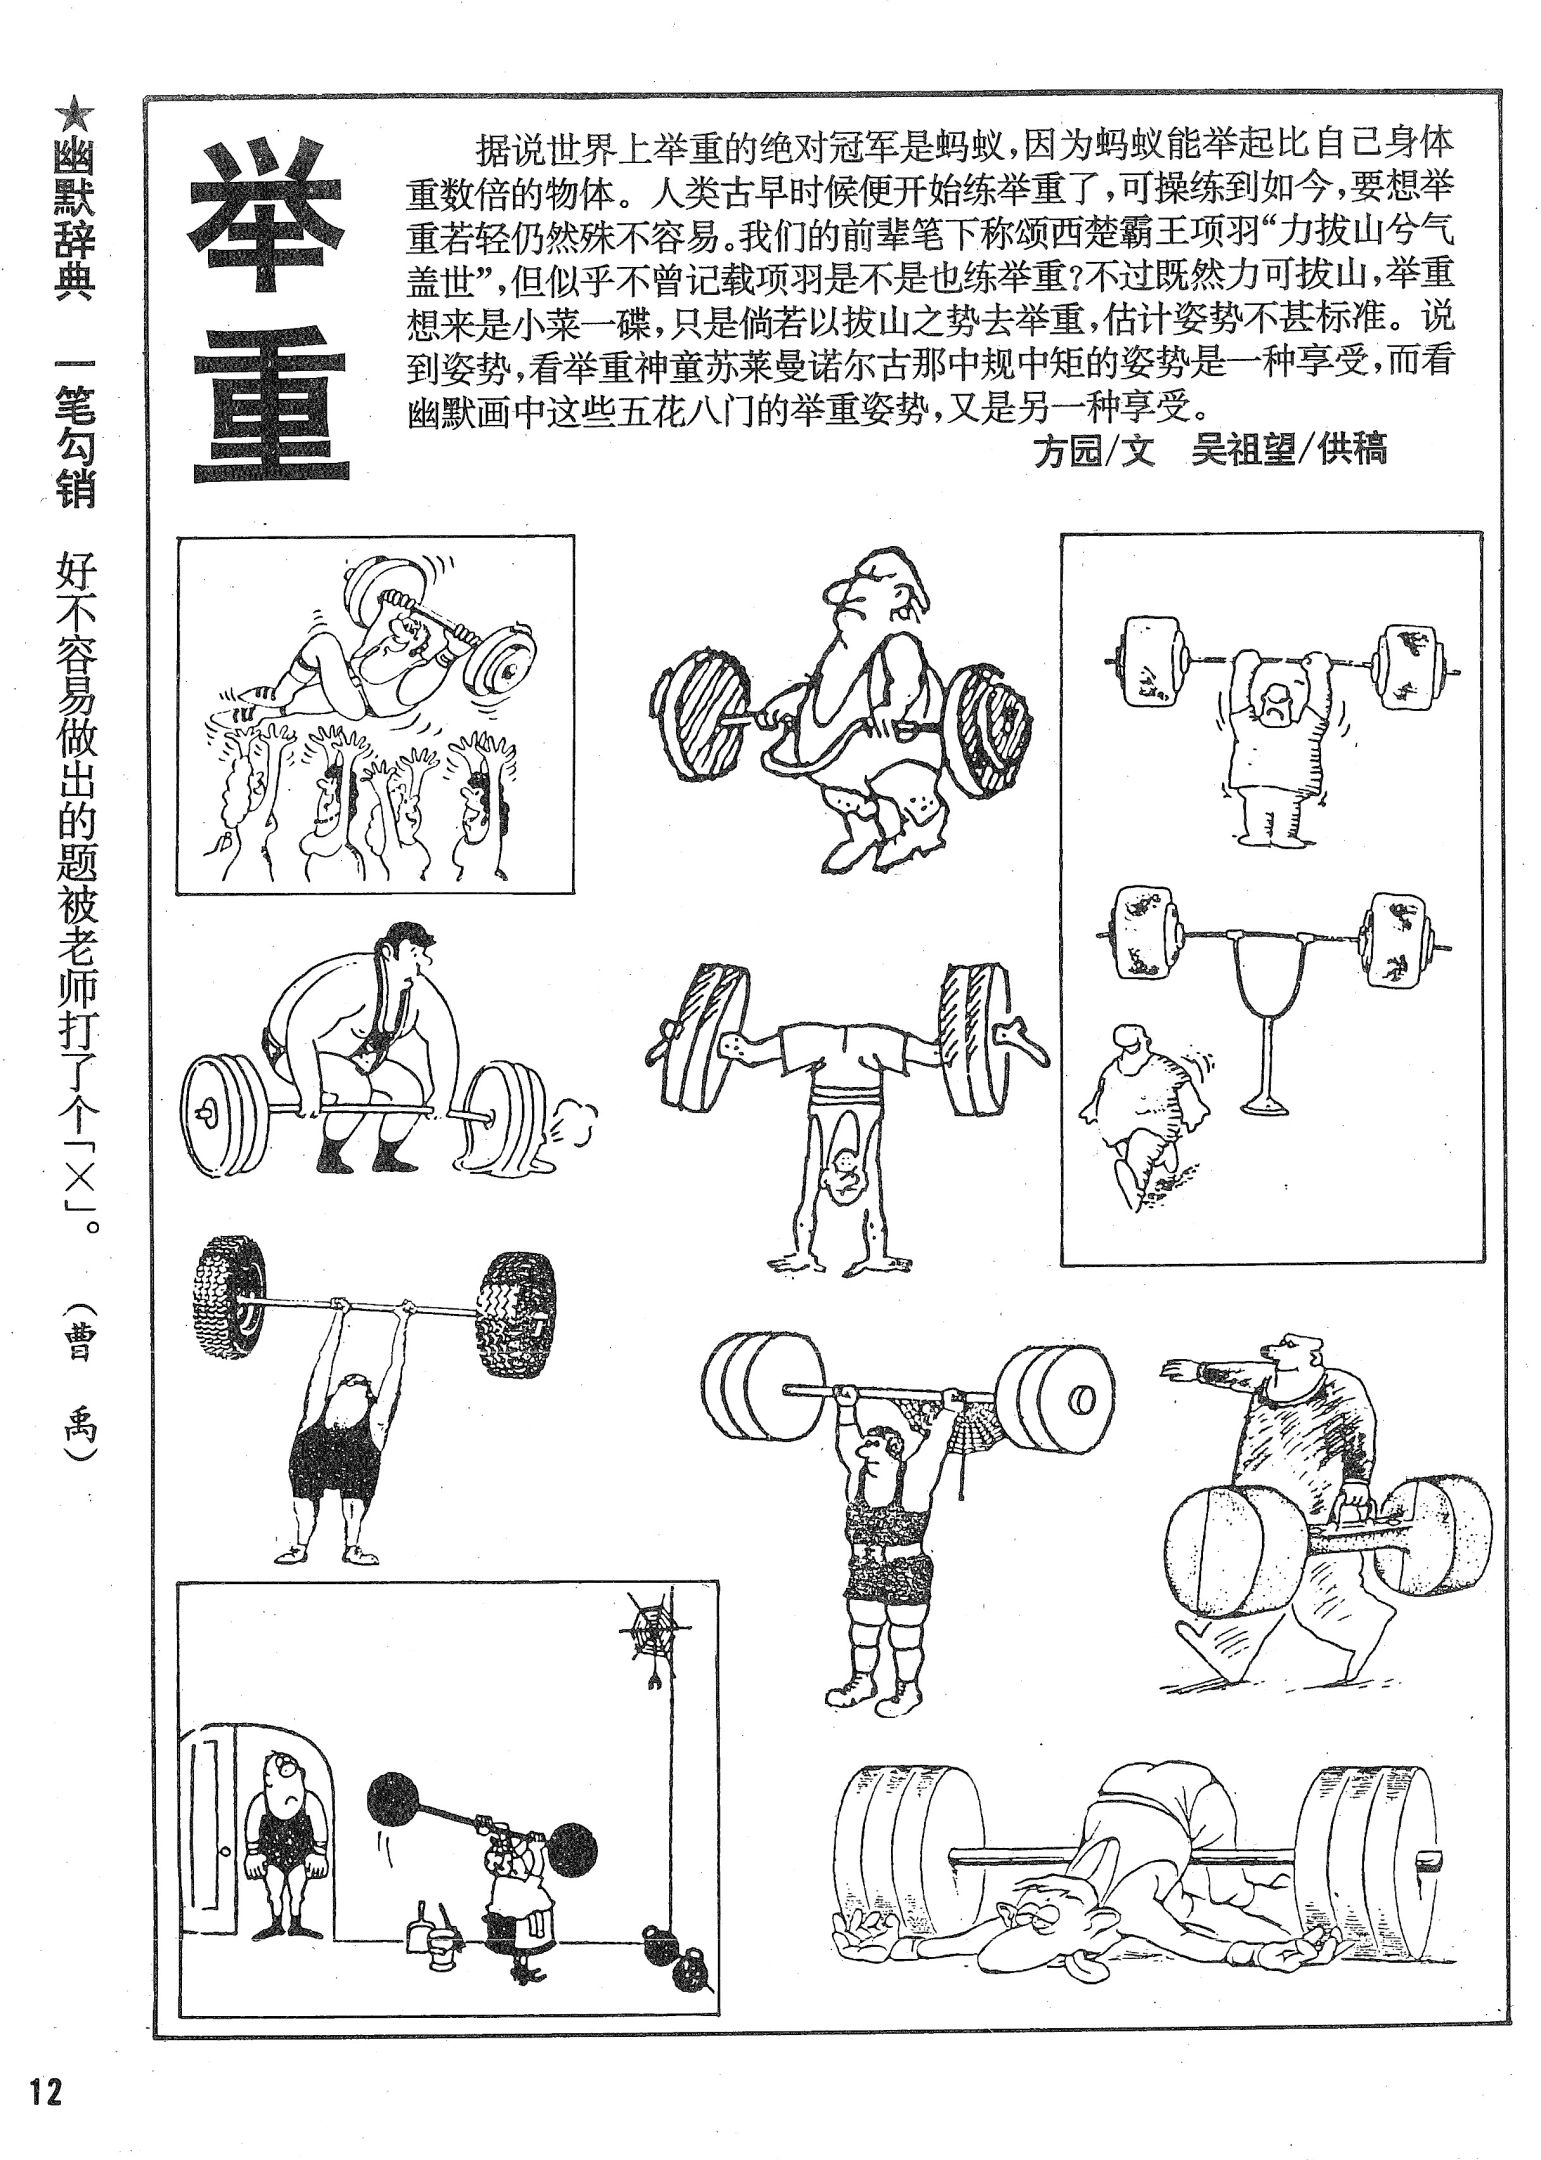 举重
据说世界上举重的绝对冠军是蚂蚁，因为蚂蚁能举起比自己身体
重数倍的物体。人类古早时候便开始练举重了，可操练到如今，要想举
重若轻仍然殊不容易。我们的前辈笔下称颂西楚霸王项羽“力拔山兮气
盖世”，但似乎不曾记载项羽是不是也练举重?不过既然力可拔山，举重
想来是小菜一碟，只是倘若以拔山之势去举重，估计姿势不甚标准。说
到姿势，看举重神童苏莱曼诺尔古那中规中矩的姿势是一种享受，而看
幽默画中这些五花八门的举重姿势，又是另一种享受。
方园/文 吴祖望/供稿
★幽默辞典 一笔勾销 好不容易做出的题被老师打了个「×」。 （曹 禹）
12